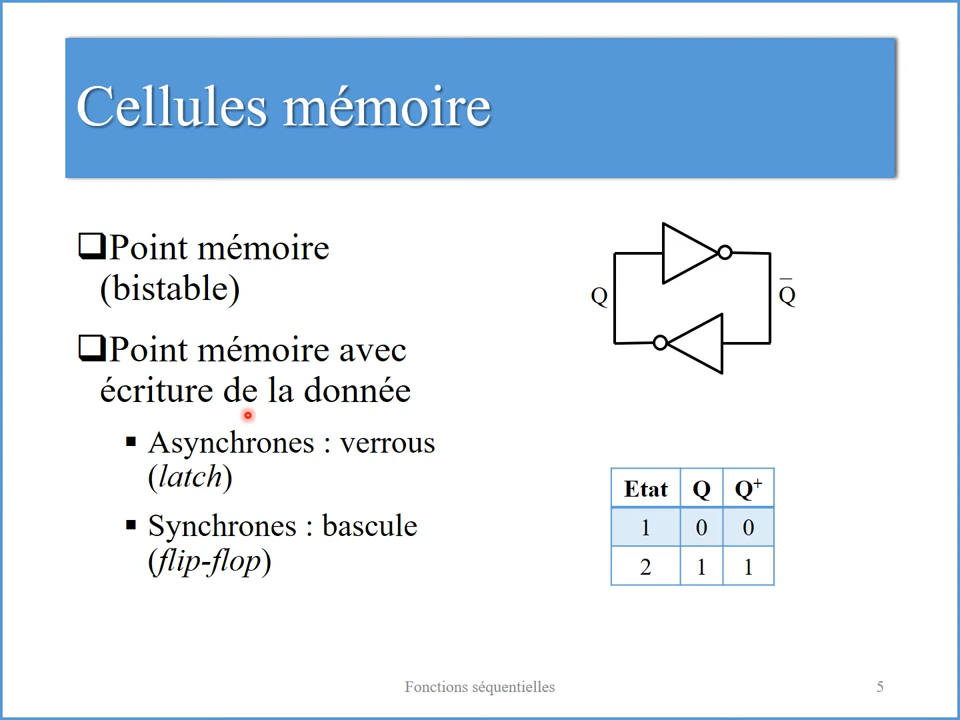 Cellules mémoire
❑Point mémoire
(bistable)
❑Point mémoire avec
écriture de la donnée
▪ Asynchrones : verrous
(latch)
▪ Synchrones : bascule
(flip-flop)
Q
Q̅
Etat Q Q⁺
1 0 0
2 1 1
Fonctions séquentielles
5